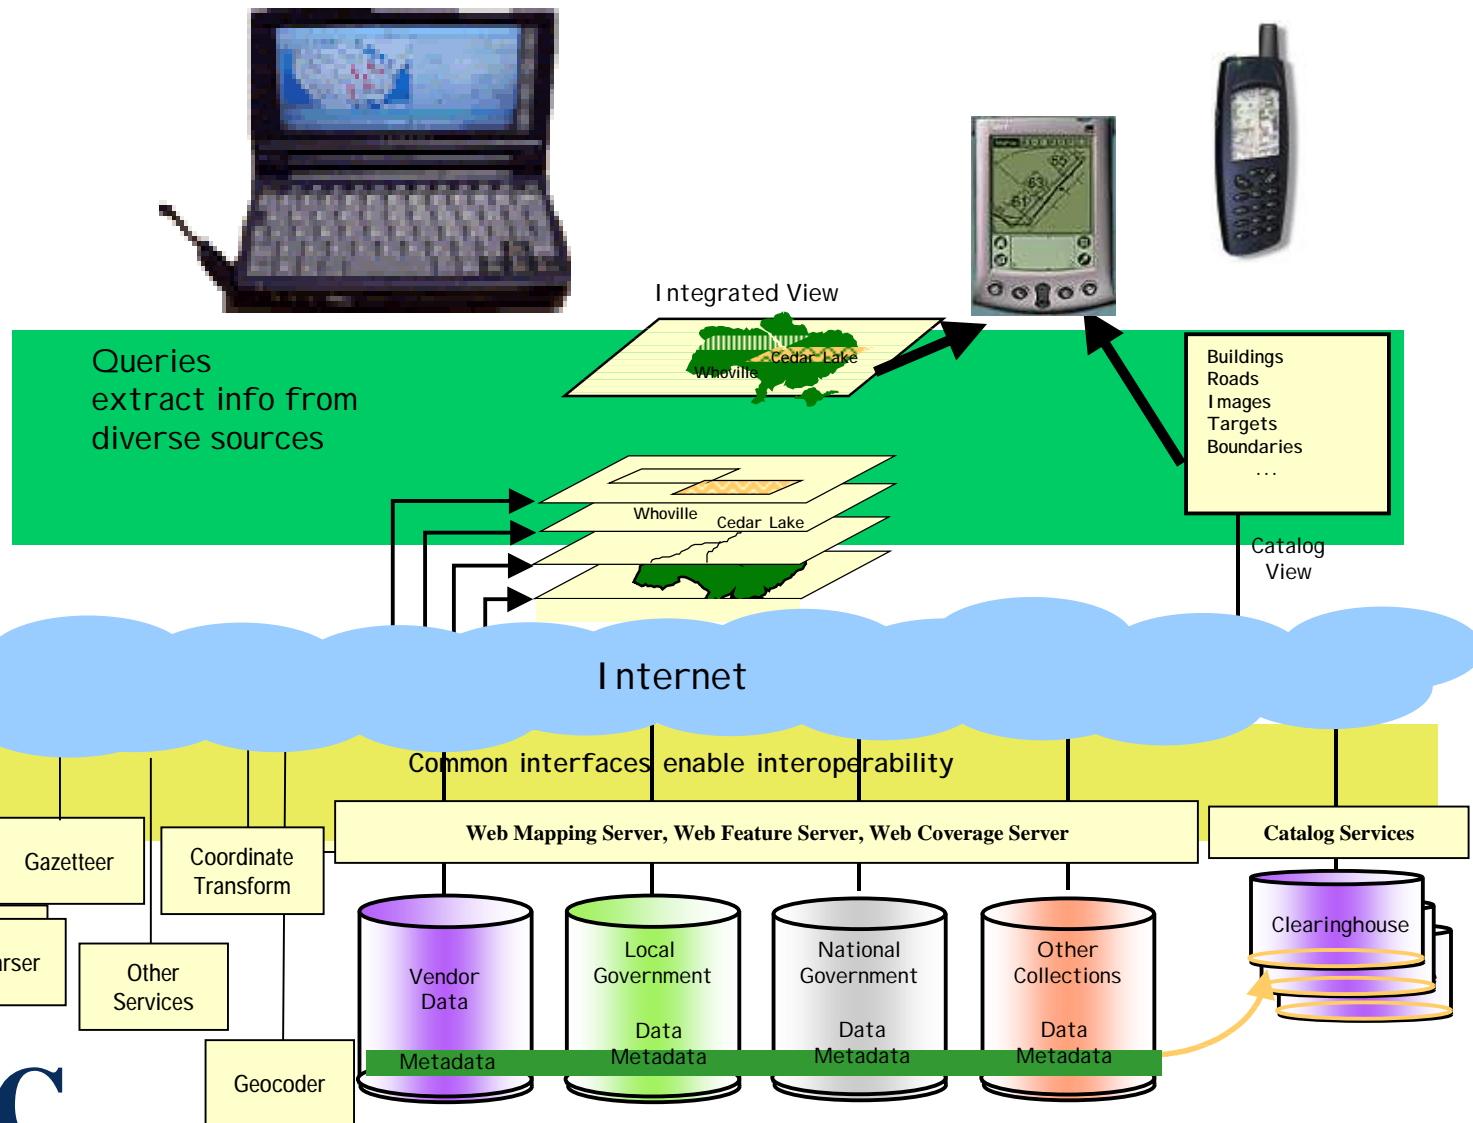 65
63
61
Integrated View
Cedar Lake
Whoville
Queries
extract info from
diverse sources
Buildings
Roads
Images
Targets
Boundaries
...
Whoville
Cedar Lake
Catalog
View
Internet
Common interfaces enable interoperability
Web Mapping Server, Web Feature Server, Web Coverage Server
Catalog Services
Gazetteer
Coordinate
Transform
rser
Other
Services
Geocoder
Vendor
Data
Metadata
Local
Government
Data
Metadata
National
Government
Data
Metadata
Other
Collections
Data
Metadata
Clearinghouse
C